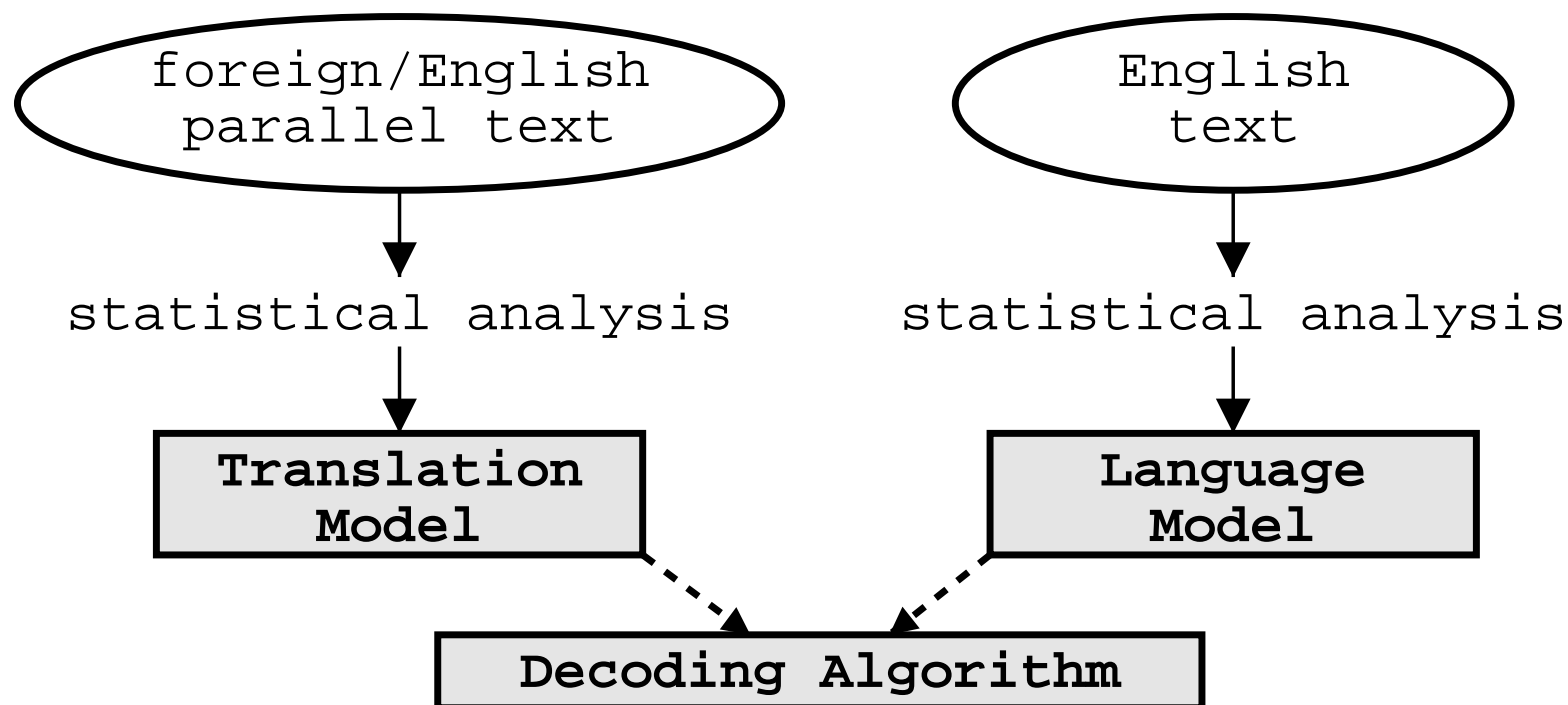 foreign/English
parallel text
English
text
statistical analysis
statistical analysis
Translation
Model
Language
Model
Decoding Algorithm